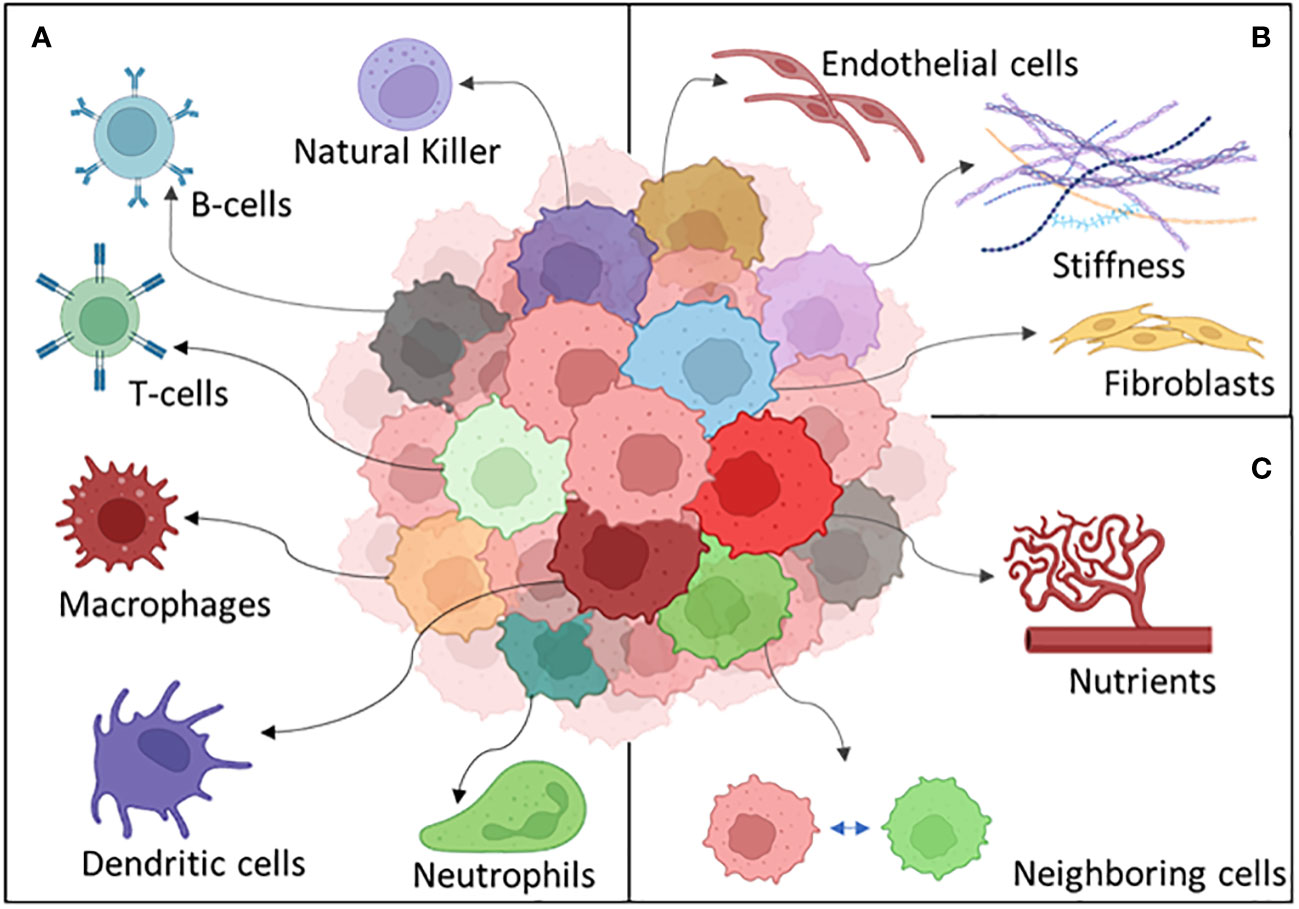 A
B
Natural Killer
Endothelial cells
B-cells
Stiffness
T-cells
Fibroblasts
C
Macrophages
Nutrients
Dendritic cells
Neutrophils
Neighboring cells